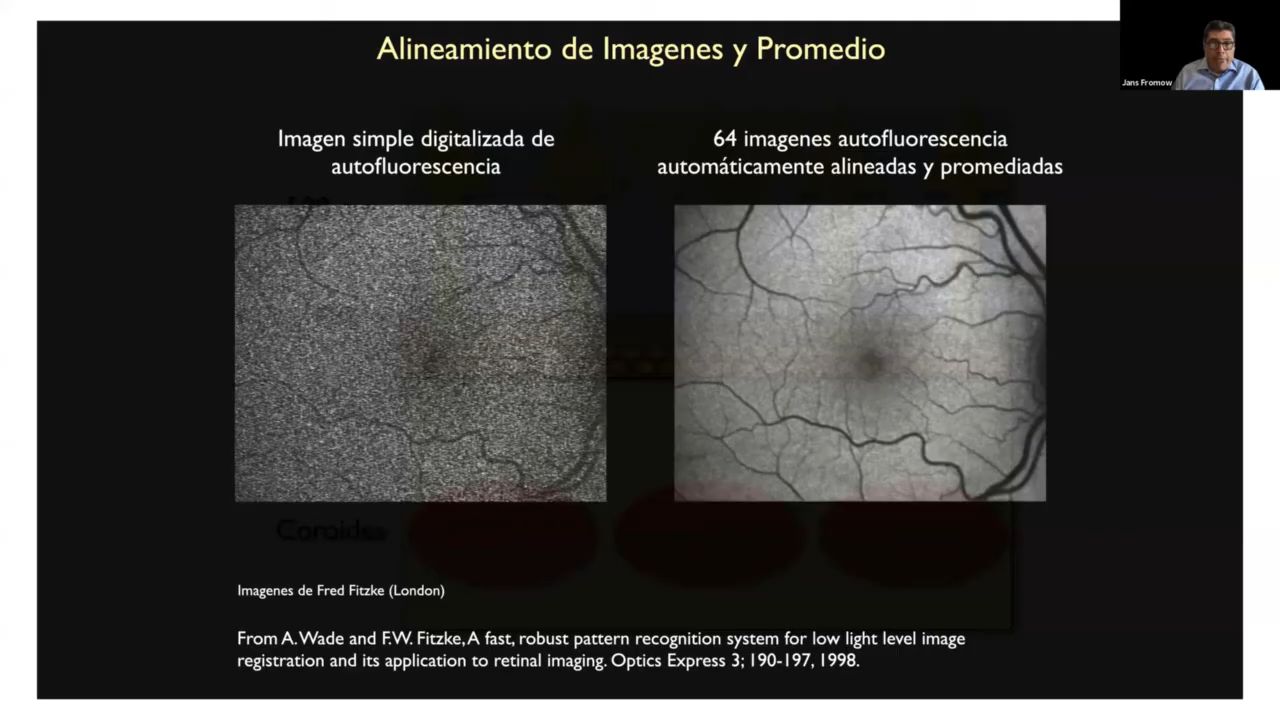 Alineamiento de Imagenes y Promedio
Jans Fromow
Imagen simple digitalizada de
autofluorescencia
64 imagenes autofluorescencia
automáticamente alineadas y promediadas
Coroides
Imagenes de Fred Fitzke (London)
From A. Wade and F.W. Fitzke, A fast, robust pattern recognition system for low light level image
registration and its application to retinal imaging. Optics Express 3; 190-197, 1998.